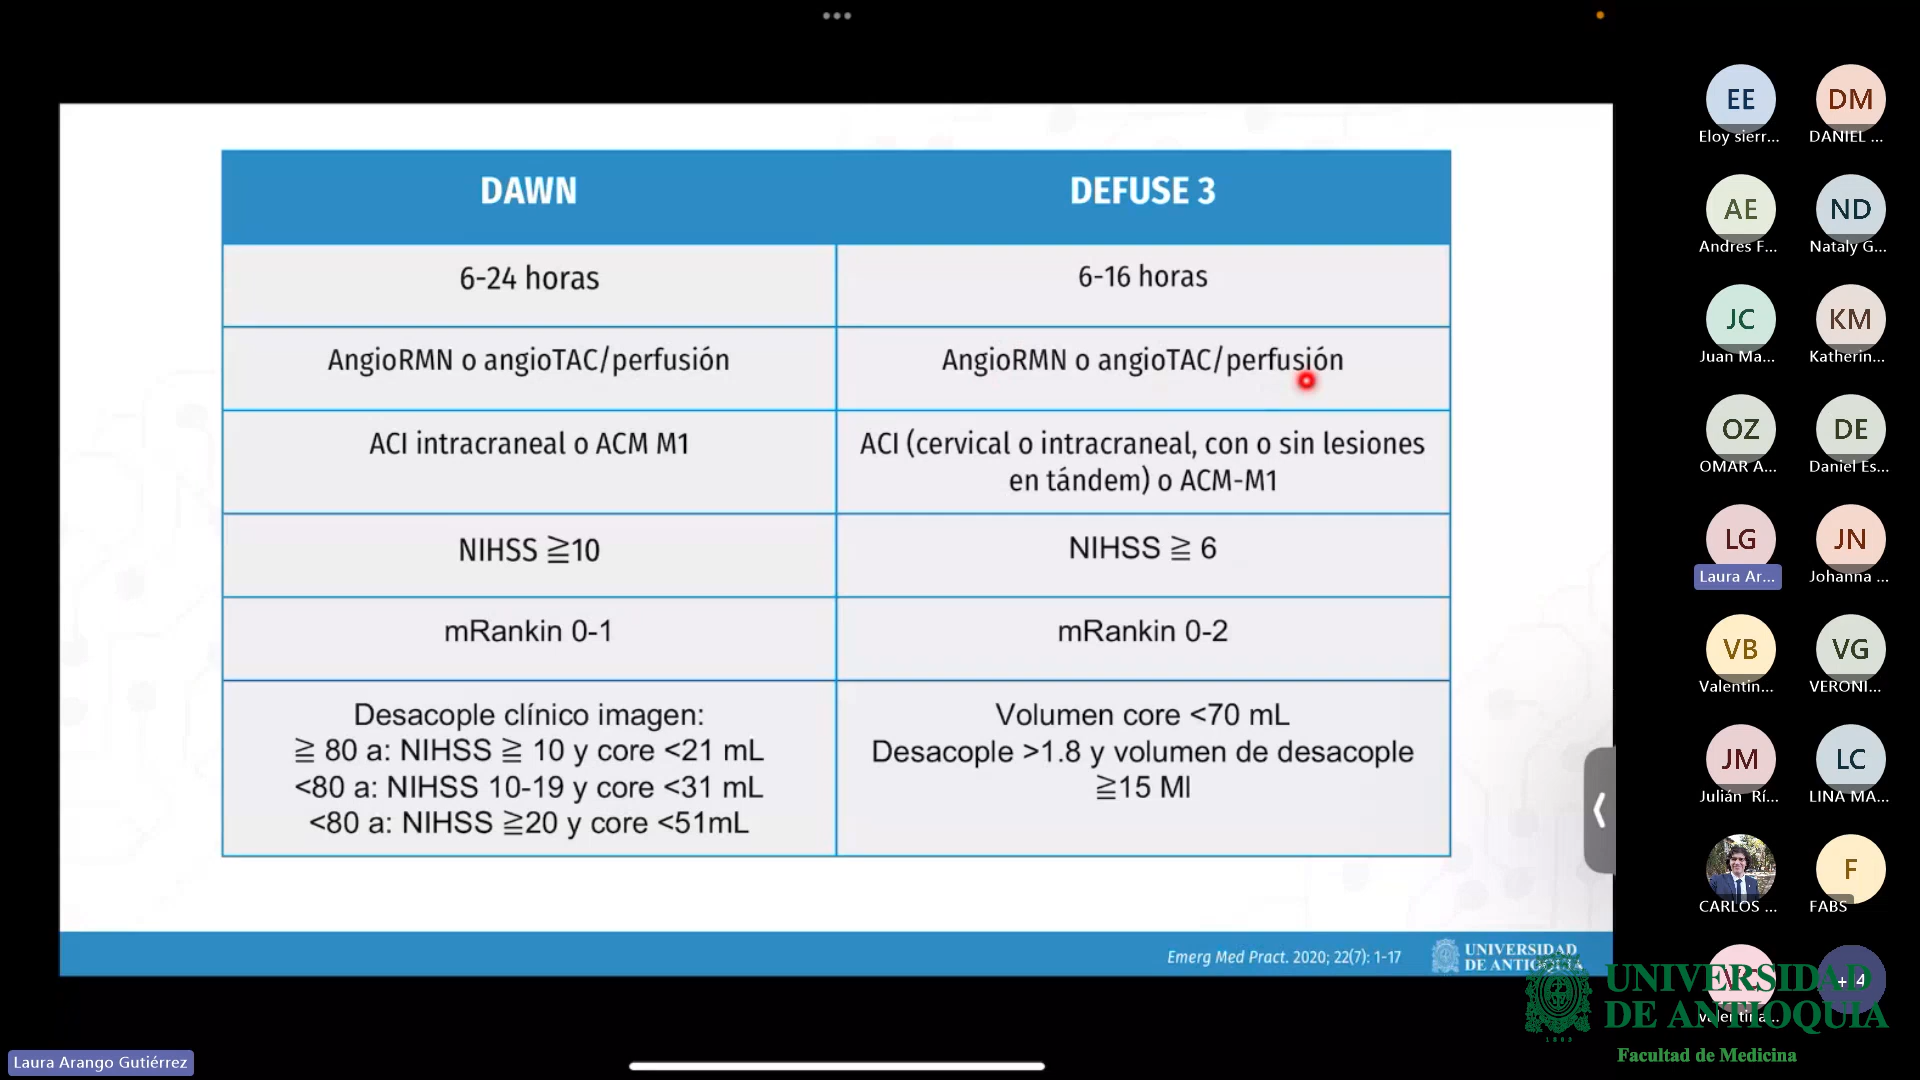 DAWN
DEFUSE 3
6-24 horas
6-16 horas
AngioRMN o angioTAC/perfusión
AngioRMN o angioTAC/perfusión
ACI intracraneal o ACM M1
ACI (cervical o intracraneal, con o sin lesiones
en tándem) o ACM-M1
NIHSS ≧10
NIHSS ≧ 6
mRankin 0-1
mRankin 0-2
Desacople clínico imagen:
≧ 80 a: NIHSS ≧ 10 y core <21 mL
<80 a: NIHSS 10-19 y core <31 mL
<80 a: NIHSS ≧20 y core <51mL
Volumen core <70 mL
Desacople >1.8 y volumen de desacople
≧15 Ml
Emerg Med Pract. 2020; 22(7): 1-17
UNIVERSIDAD
DE ANTIOQUIA
EE
Eloy sierr...
DM
DANIEL ...
AE
Andres F...
ND
Nataly G...
JC
Juan Ma...
KM
Katherin...
OZ
OMAR A...
DE
Daniel Es...
LG
Laura Ar...
JN
Johanna ...
VB
Valentin...
VG
VERONI...
JM
Julián Rí...
LC
LINA MA...
CARLOS ...
F
FABS
valentina...
+14
UNIVERSIDAD
DE ANTIOQUIA
1803
Facultad de Medicina
Laura Arango Gutiérrez